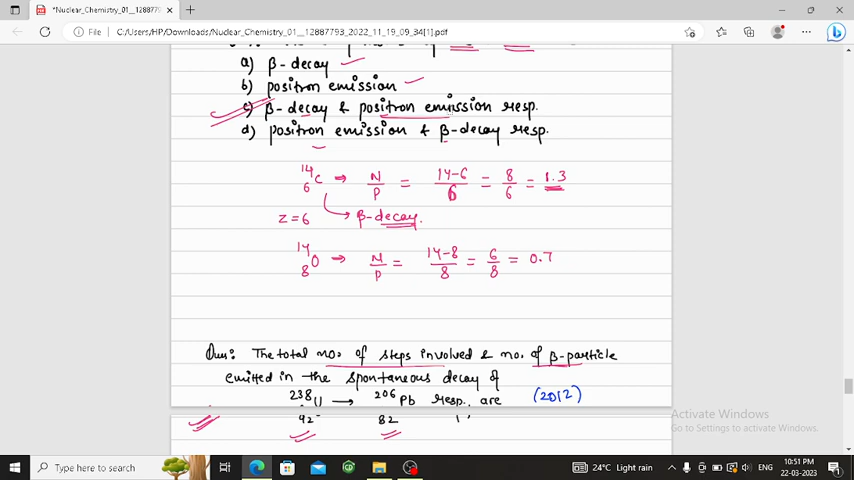 *Nuclear_Chemistry_01__12887793_
File C:/Users/HP/Downloads/Nuclear_Chemistry_01__12887793_2022_11_19_09_34[1].pdf
a) β-decay
b) positron emission
c) β-decay & positron emission resp.
d) positron emission & β-decay resp.
14 6 C → N/P = 14-6/6 = 8/6 = 1.3
Z=6 → β-decay.
14 8 O → N/P = 14-8/8 = 6/8 = 0.7
Ques: The total no. of steps involved & no. of β-particle
emitted in the spontaneous decay of
238 92 U → 206 82 Pb resp. are (2012)
Activate Windows
Go to Settings to activate Windows.
Type here to search
24°C Light rain
ENG
10:51 PM
22-03-2023